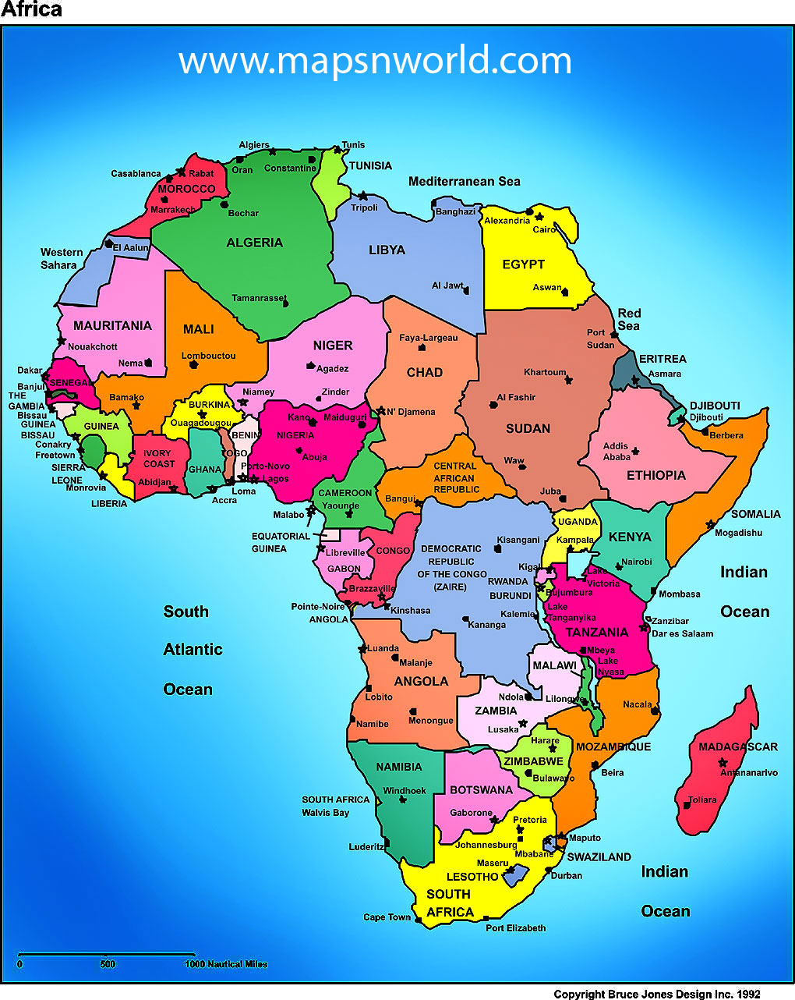 Africa
www.mapsnworld.com
Algiers
Tunis
Oran
Constantine
TUNISIA
Casablanca
Rabat
MOROCCO
Mediterranean Sea
Marrakech
Bechar
Tripoli
Banghazi
Alexandria
Cairo
El Aaiun
ALGERIA
LIBYA
Western
Sahara
EGYPT
Al Jawt
Aswan
Tamanrasset
Red
Sea
MAURITANIA
MALI
NIGER
Faya-Largeau
CHAD
Port
Sudan
Nouakchott
Nema
Lombouctou
Agadez
Khartoum
ERITREA
Asmara
Dakar
SENEGAL
Banjul
THE
GAMBIA
Bissau
GUINEA
BISSAU
Bamako
Niamey
Zinder
Al Fashir
BURKINA
Ouagadougou
N' Djamena
DJIBOUTI
Djibouti
Berbera
GUINEA
Kano
Maiduguri
NIGERIA
BENIN
SUDAN
Conakry
Freetown
SIERRA
LEONE
Monrovia
LIBERIA
IVORY
COAST
Abidjan
GHANA
TOGO
Abuja
Porto-Novo
Lagos
Loma
Accra
Addis
Ababa
ETHIOPIA
Waw
CENTRAL
AFRICAN
REPUBLIC
Bangui
Juba
CAMEROON
Yaounde
Malabo
SOMALIA
Mogadishu
EQUATORIAL
GUINEA
UGANDA
Kampala
KENYA
Nairobi
Libreville
GABON
CONGO
Kisangani
DEMOCRATIC
REPUBLIC
OF THE CONGO
(ZAIRE)
Kigali
RWANDA
BURUNDI
Bujumbura
Lake
Victoria
Indian
Ocean
Mombasa
Brazzaville
Pointe-Noire
ANGOLA
Kinshasa
Kananga
Kalemie
Lake
Tanganyika
TANZANIA
Zanzibar
Dar es Salaam
South
Atlantic
Ocean
Luanda
Malanje
ANGOLA
Mbeya
Lake
Nyasa
MALAWI
Lobito
Menongue
Namibe
Ndola
Lilongwe
ZAMBIA
Lusaka
Nacala
Harare
MOZAMBIQUE
ZIMBABWE
Bulawayo
Beira
MADAGASCAR
Antananarivo
Toliara
NAMIBIA
Windhoek
BOTSWANA
Gaborone
SOUTH AFRICA
Walvis Bay
Pretoria
Johannesburg
Maputo
Mbabane
SWAZILAND
Luderitz
Maseru
LESOTHO
Durban
Indian
Ocean
SOUTH
AFRICA
Cape Town
Port Elizabeth
0 500 1000 Nautical Miles
Copyright Bruce Jones Design Inc. 1992